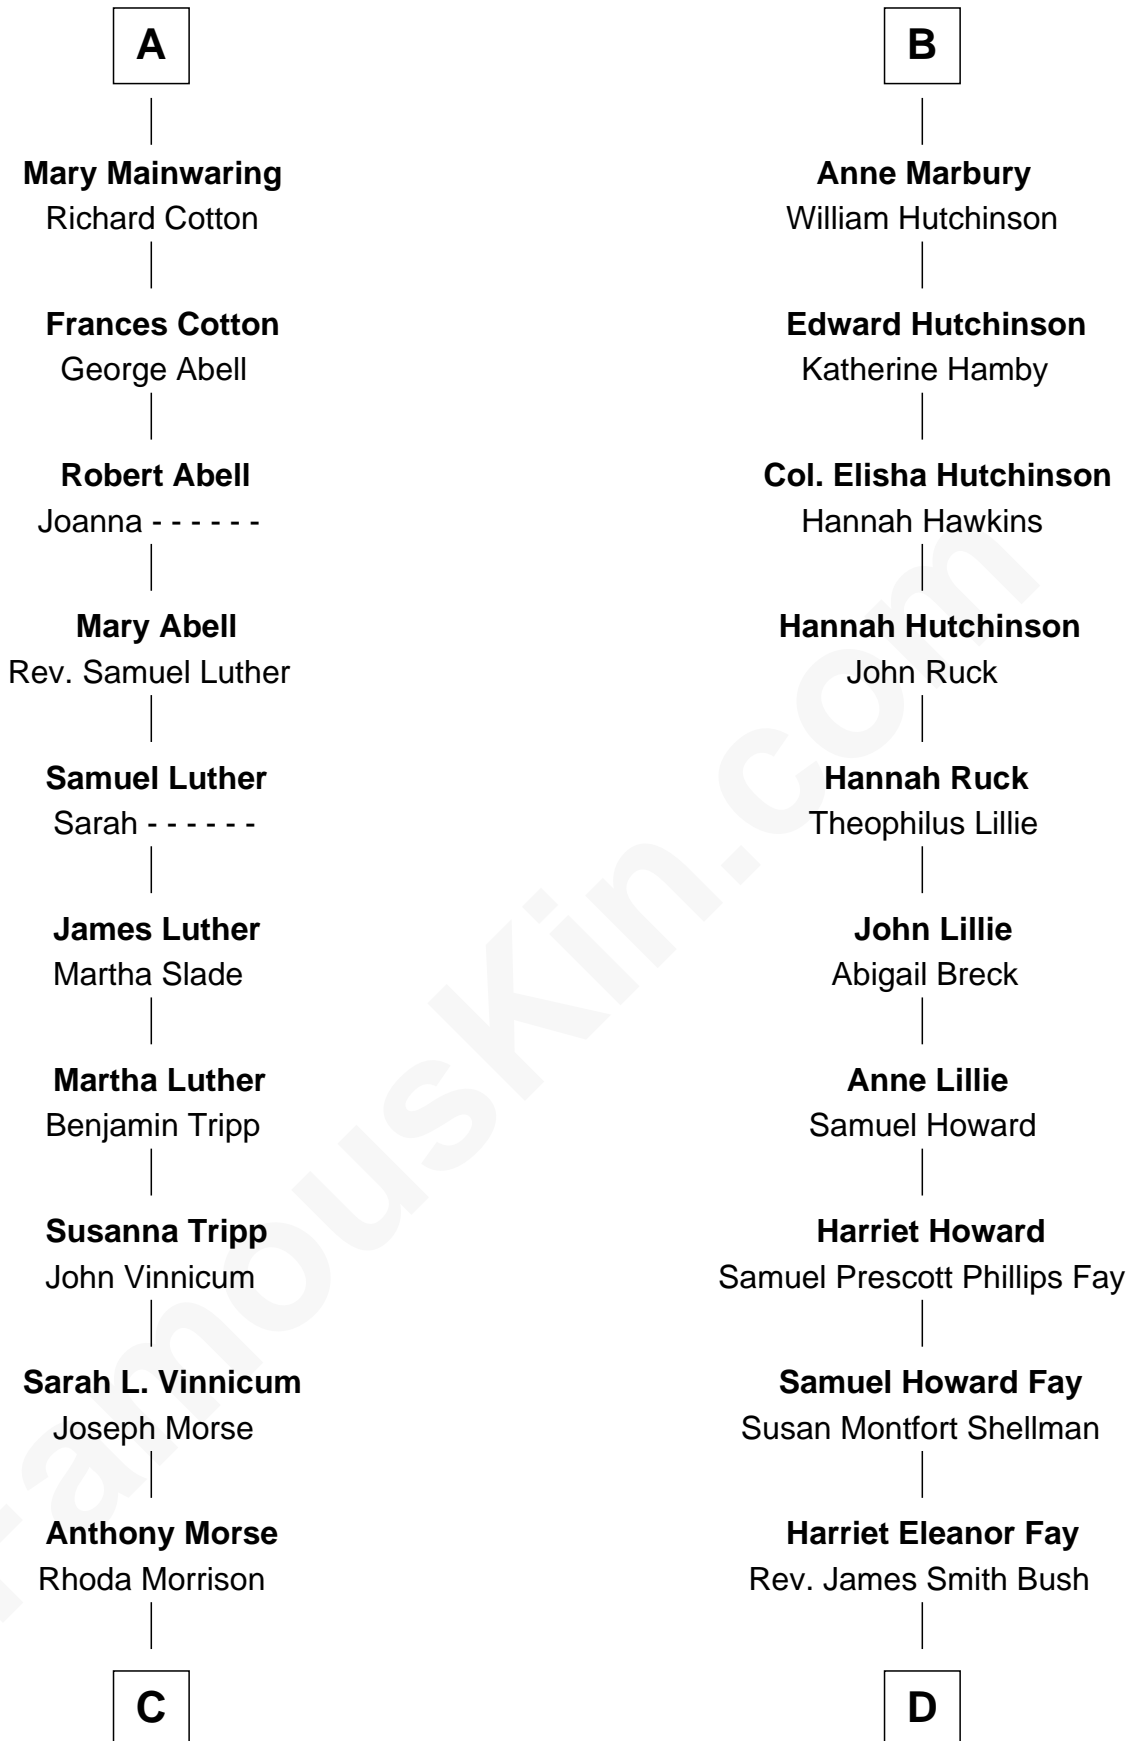 A
Mary Mainwaring
Richard Cotton
Frances Cotton
George Abell
Robert Abell
Joanna - - - - - -
Mary Abell
Rev. Samuel Luther
Samuel Luther
Sarah - - - - - -
James Luther
Martha Slade
Martha Luther
Benjamin Tripp
Susanna Tripp
John Vinnicum
Sarah L. Vinnicum
Joseph Morse
Anthony Morse
Rhoda Morrison
C
B
Anne Marbury
William Hutchinson
Edward Hutchinson
Katherine Hamby
Col. Elisha Hutchinson
Hannah Hawkins
Hannah Hutchinson
John Ruck
Hannah Ruck
Theophilus Lillie
John Lillie
Abigail Breck
Anne Lillie
Samuel Howard
Harriet Howard
Samuel Prescott Phillips Fay
Samuel Howard Fay
Susan Montfort Shellman
Harriet Eleanor Fay
Rev. James Smith Bush
D
FamousKin.com